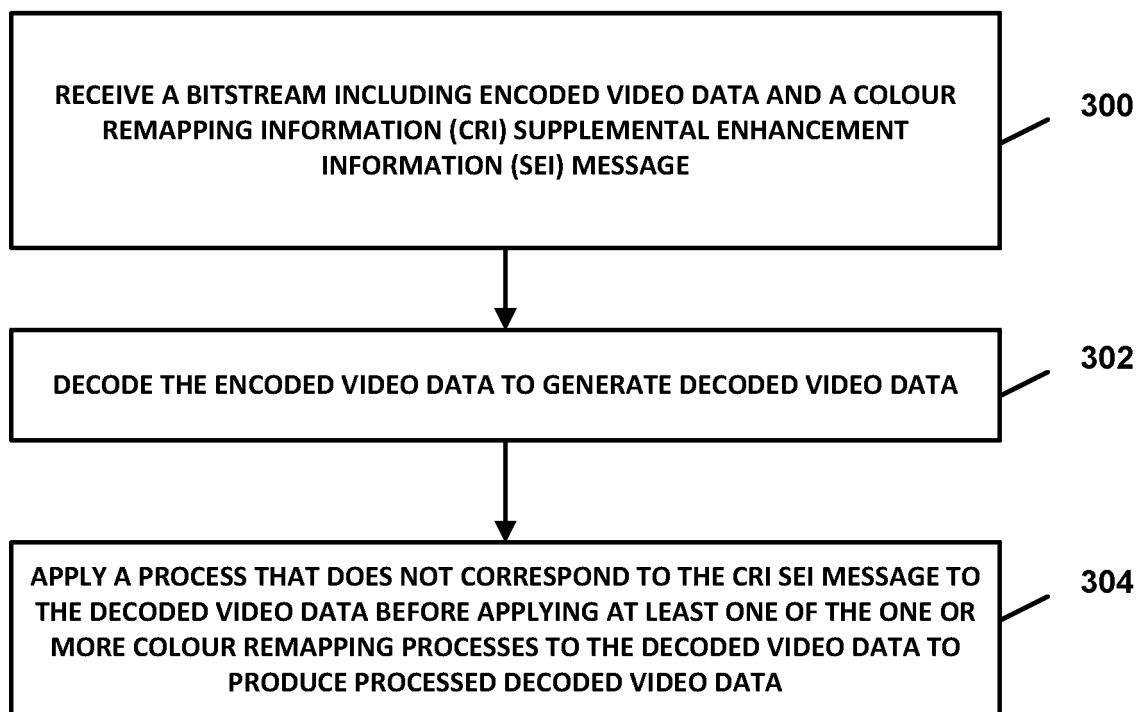 RECEIVE A BITSTREAM INCLUDING ENCODED VIDEO DATA AND A COLOUR
REMAPPING INFORMATION (CRI) SUPPLEMENTAL ENHANCEMENT
INFORMATION (SEI) MESSAGE
300
DECODE THE ENCODED VIDEO DATA TO GENERATE DECODED VIDEO DATA
302
APPLY A PROCESS THAT DOES NOT CORRESPOND TO THE CRI SEI MESSAGE TO
THE DECODED VIDEO DATA BEFORE APPLYING AT LEAST ONE OF THE ONE OR
MORE COLOUR REMAPPING PROCESSES TO THE DECODED VIDEO DATA TO
PRODUCE PROCESSED DECODED VIDEO DATA
304